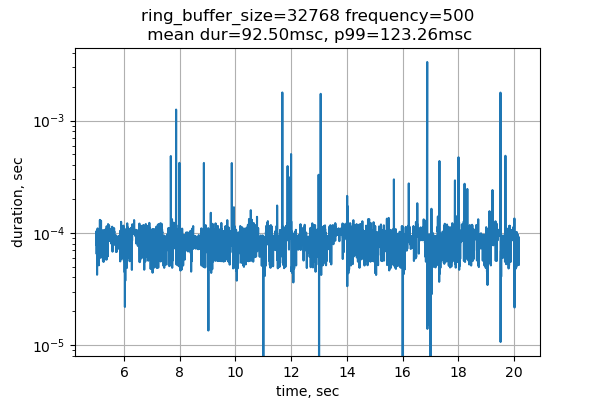 ring_buffer_size=32768 frequency=500
mean dur=92.50msc, p99=123.26msc
duration, sec
10⁻³
10⁻⁴
10⁻⁵
6 8 10 12 14 16 18 20
time, sec